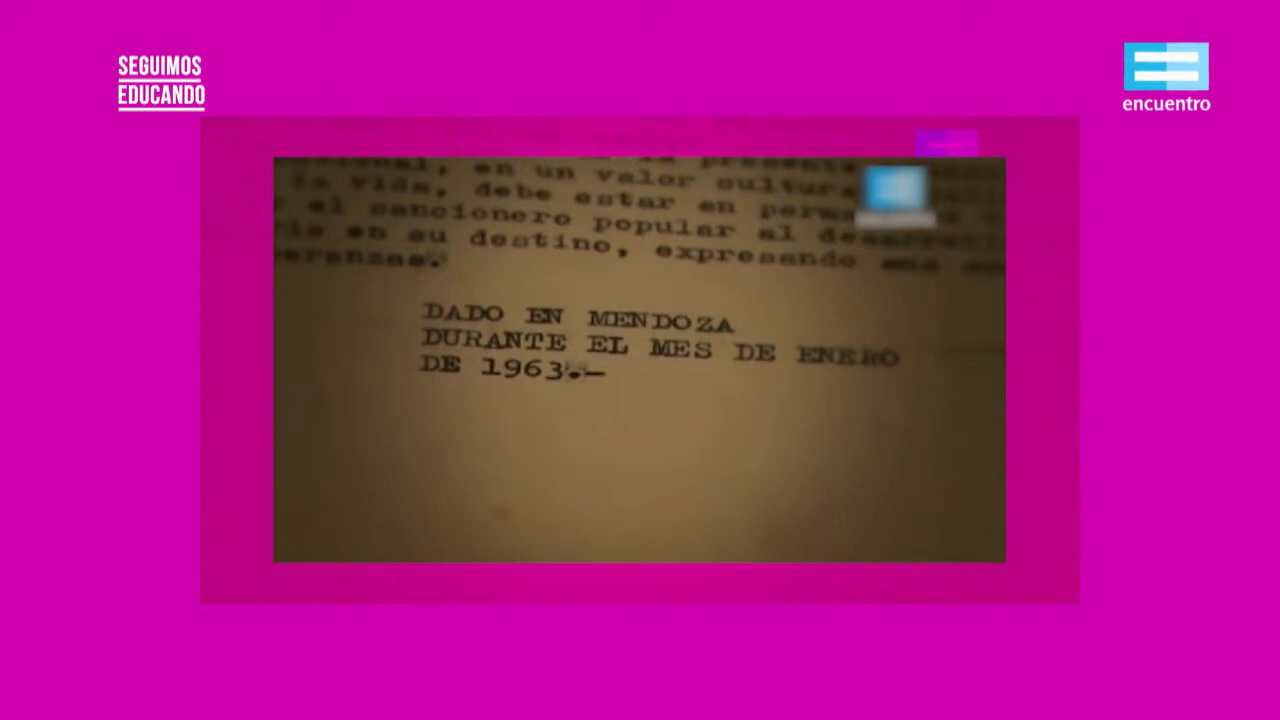 SEGUIMOS
EDUCANDO
encuentro
en un valor
la vida, debe estar en
el cancionero popular al
en su destino, expresando
DADO EN MENDOZA
DURANTE EL MES DE ENERO
DE 1963.—